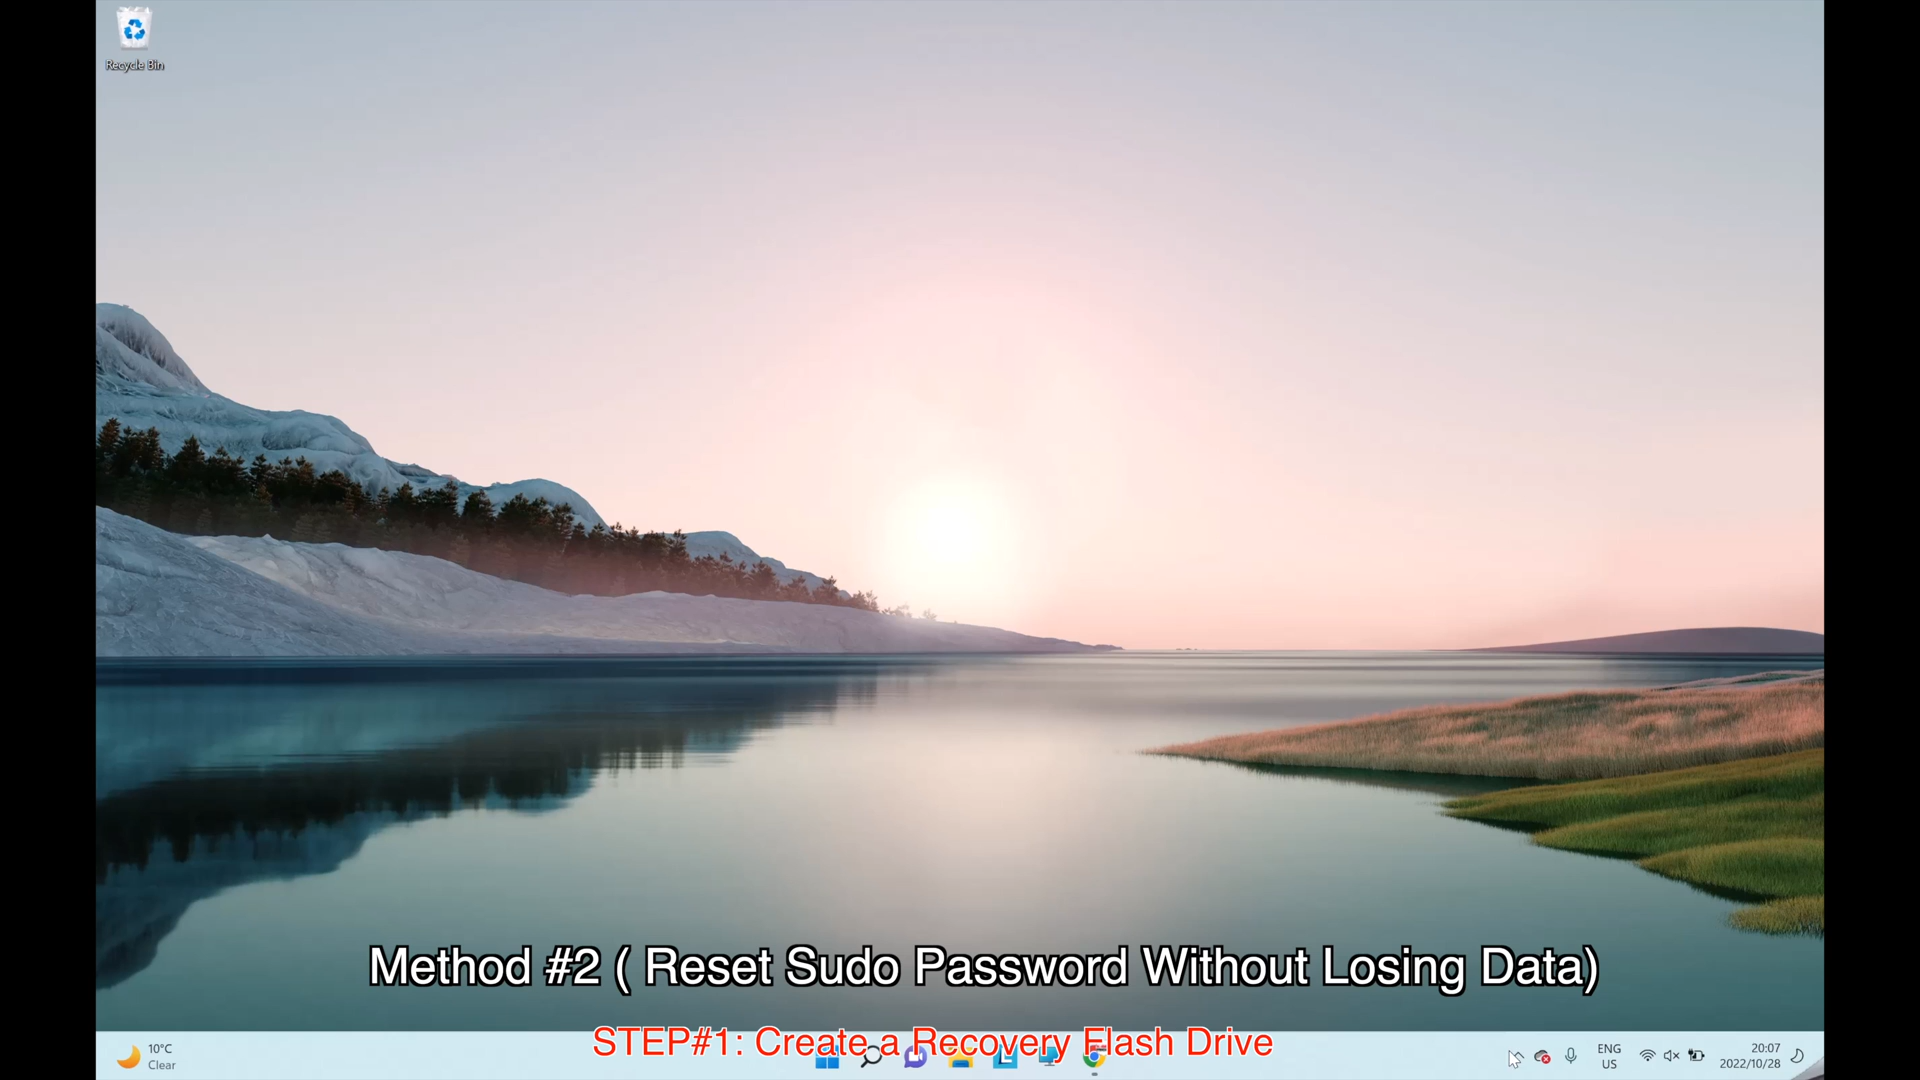 Recycle Bin
Method #2 ( Reset Sudo Password Without Losing Data)
STEP#1: Create a Recovery Flash Drive
10°C
Clear
ENG
US
20:07
2022/10/28